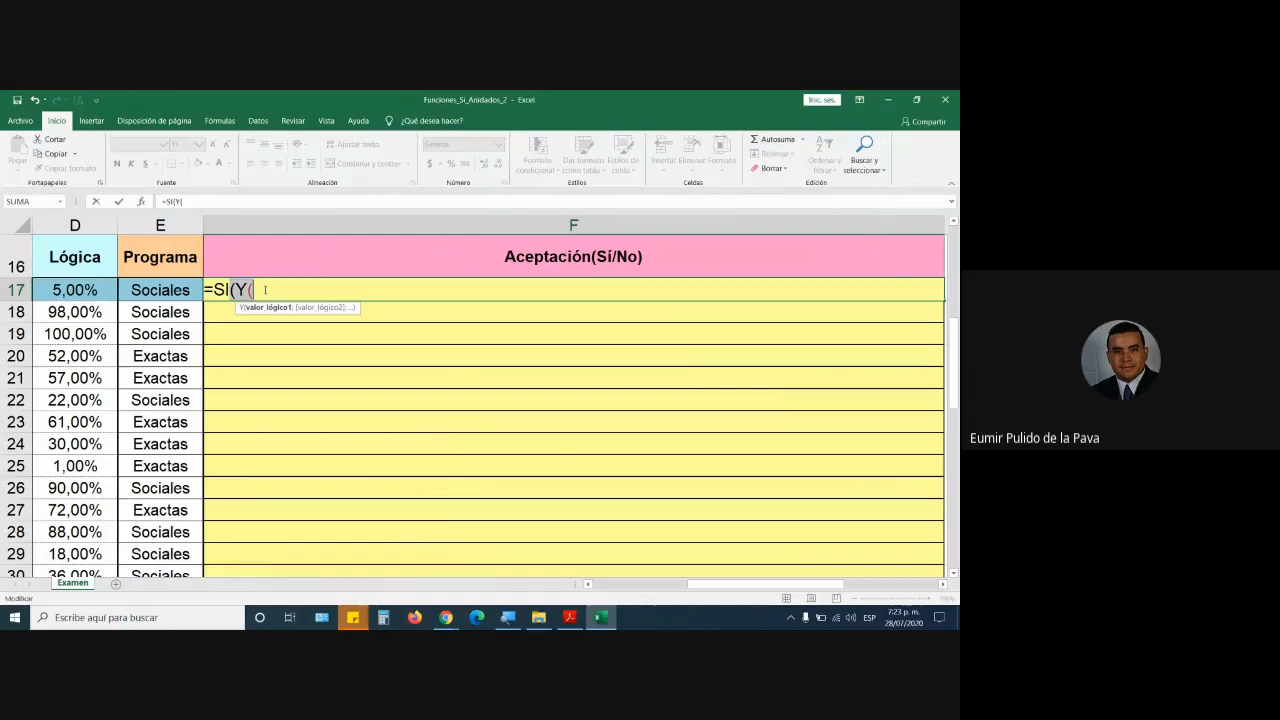 Funciones_Si_Anidados_2 - Excel
Inic. ses.
Archivo Inicio Insertar Disposición de página Fórmulas Datos Revisar Vista Ayuda ¿Qué desea hacer? Compartir
Pegar Cortar
Copiar
Copiar formato
Portapapeles
N K S
Fuente
Ajustar texto
Combinar y centrar
Alineación
General
$ % 000
Número
Formato condicional
Dar formato como tabla
Estilos de celda
Estilos
Insertar Eliminar Formato
Celdas
Autosuma
Rellenar
Borrar
Ordenar y filtrar
Buscar y seleccionar
Edición
SUMA fx =SI(Y(
D E F
16 Lógica Programa Aceptación(Sí/No)
17 5,00% Sociales =SI(Y(
Y(valor_lógico1; [valor_lógico2]; ...)
18 98,00% Sociales
19 100,00% Sociales
20 52,00% Exactas
21 57,00% Exactas
22 22,00% Sociales
23 61,00% Exactas
24 30,00% Exactas
25 1,00% Exactas
26 90,00% Sociales
27 72,00% Exactas
28 88,00% Sociales
29 18,00% Sociales
30 36,00% Sociales
Examen
Modificar
Escribe aquí para buscar
ESP
7:23 p. m.
28/07/2020
Eumir Pulido de la Pava